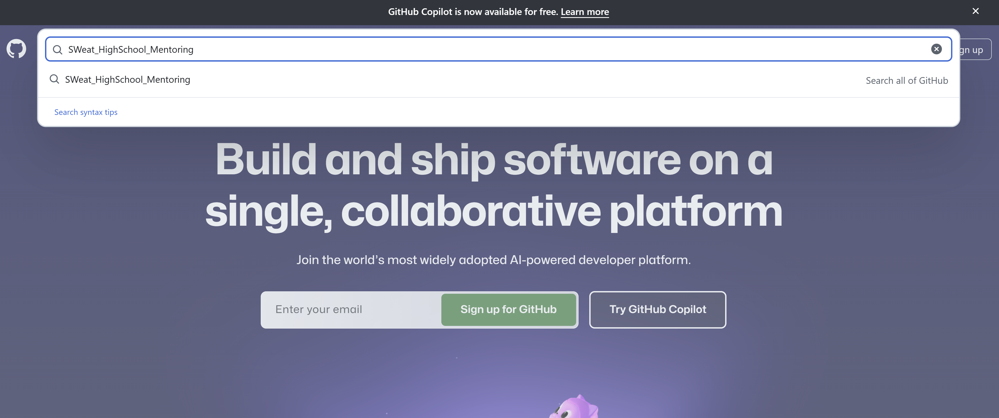 GitHub Copilot is now available for free. Learn more
SWeat_HighSchool_Mentoring
gn up
SWeat_HighSchool_Mentoring
Search all of GitHub
Search syntax tips
Build and ship software on a
single, collaborative platform
Join the world’s most widely adopted AI-powered developer platform.
Enter your email
Sign up for GitHub
Try GitHub Copilot